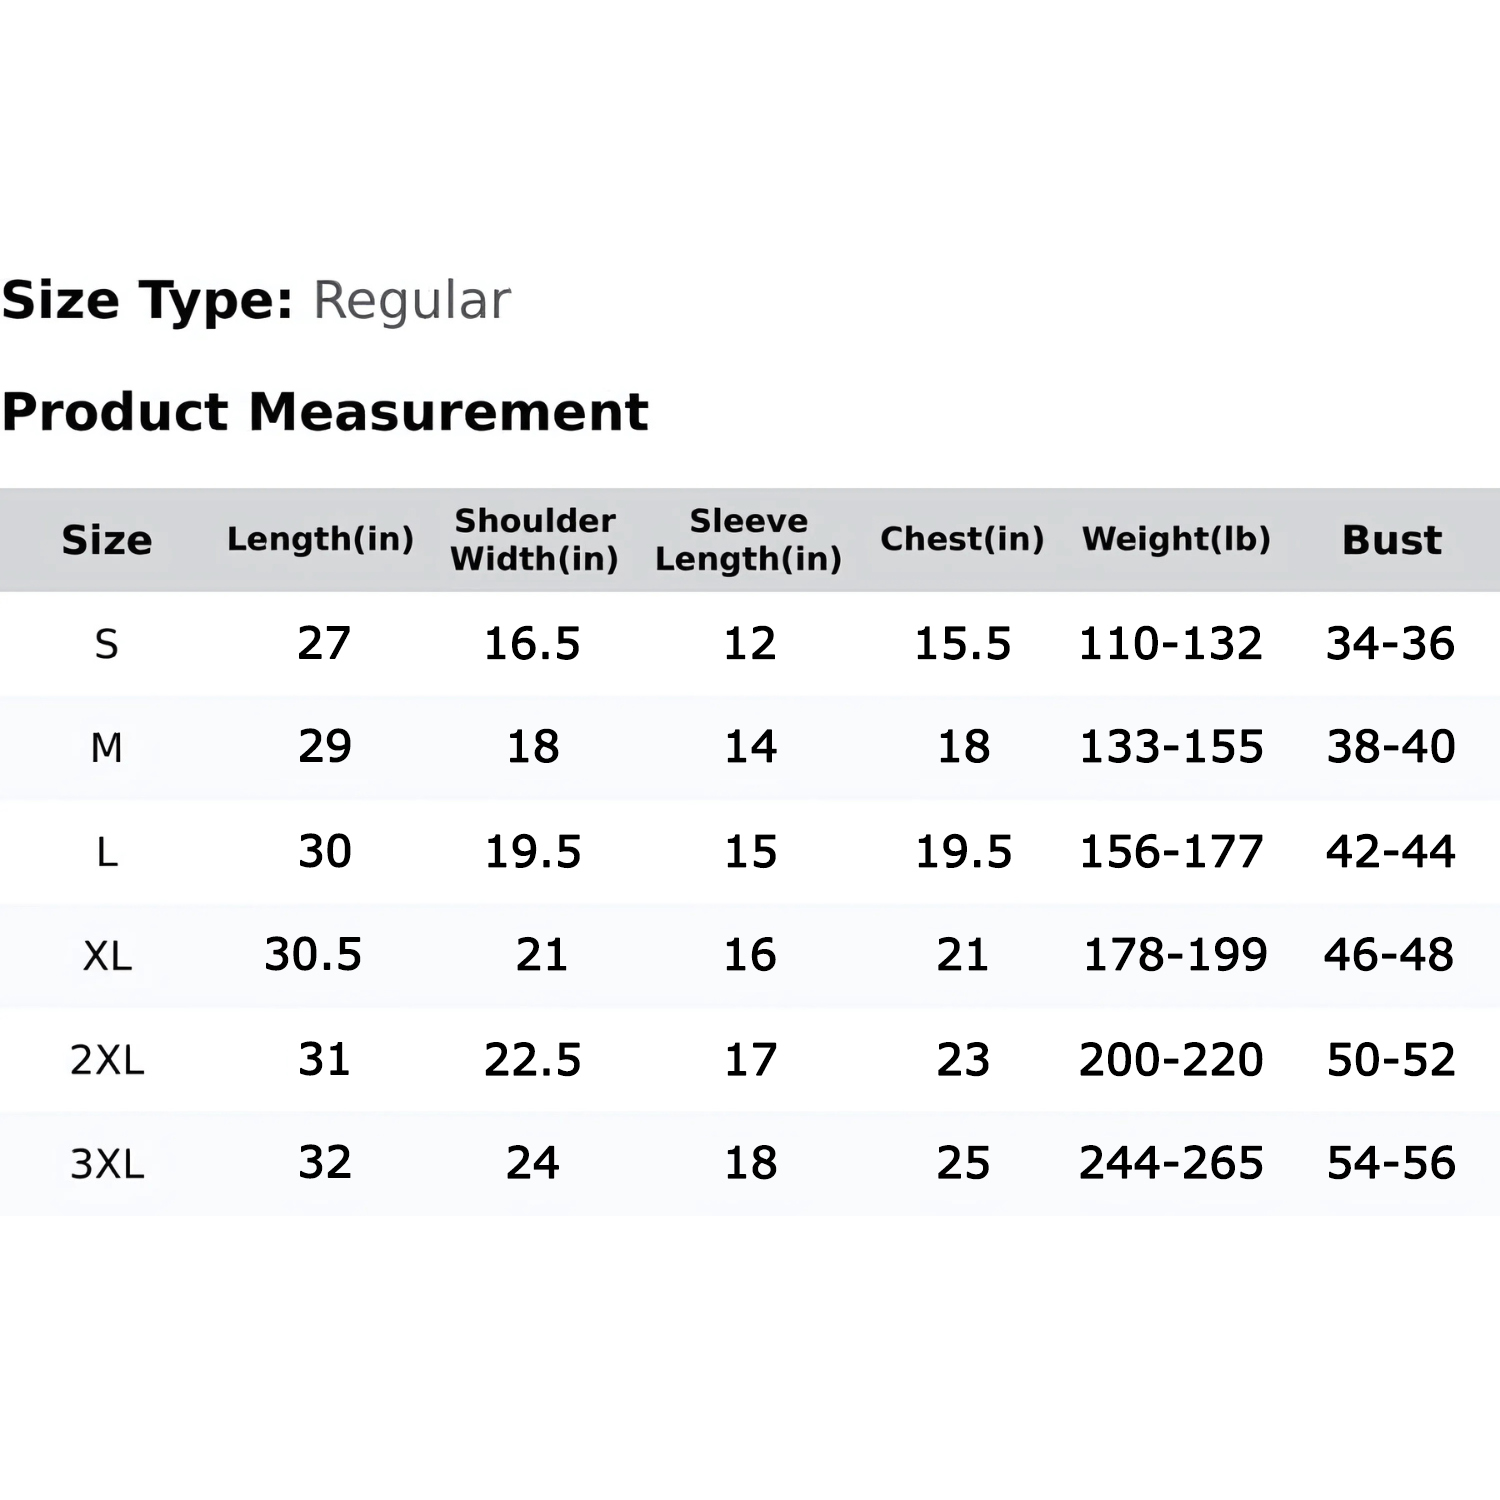 Size Type: Regular
Product Measurement
Size Length(in) Shoulder Width(in) Sleeve Length(in) Chest(in) Weight(lb) Bust
S 27 16.5 12 15.5 110-132 34-36
M 29 18 14 18 133-155 38-40
L 30 19.5 15 19.5 156-177 42-44
XL 30.5 21 16 21 178-199 46-48
2XL 31 22.5 17 23 200-220 50-52
3XL 32 24 18 25 244-265 54-56